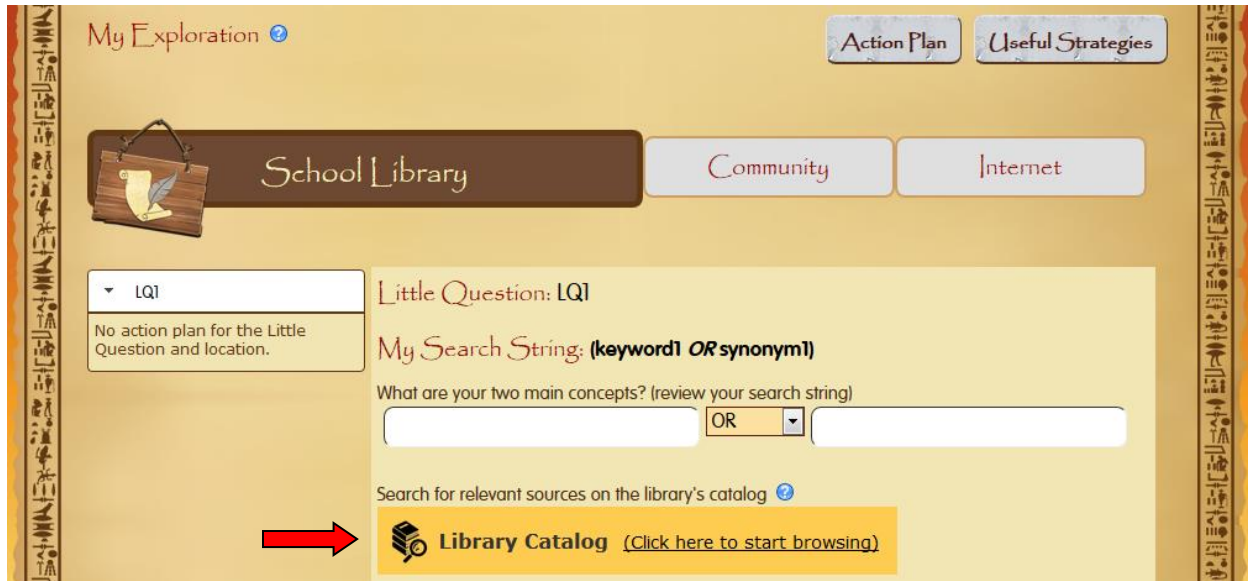 My Exploration ?
Action Plan
Useful Strategies
School Library
Community
Internet
LQ1
No action plan for the Little
Question and location.
Little Question: LQ1
My Search String: (keyword1 OR synonym1)
What are your two main concepts? (review your search string)
OR
Search for relevant sources on the library's catalog ?
Library Catalog (Click here to start browsing)